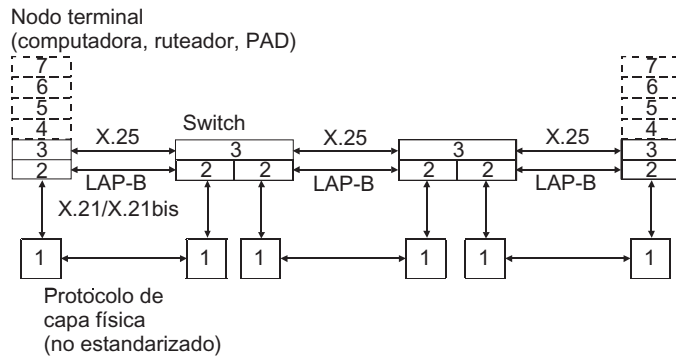 Nodo terminal
(computadora, ruteador, PAD)
7
7
6
6
5
5
4
Switch
4
3
X.25
3
X.25
3
X.25
3
2
LAP-B
2
2
LAP-B
2
2
LAP-B
2
X.21/X.21bis
1
1
1
1
1
1
Protocolo de
capa física
(no estandarizado)